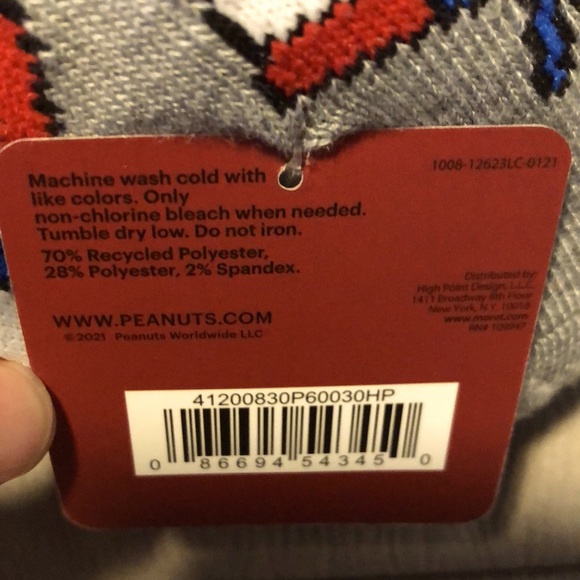 1008-12623LC-0121
Machine wash cold with
like colors. Only
non-chlorine bleach when needed.
Tumble dry low. Do not iron.
70% Recycled Polyester,
28% Polyester, 2% Spandex.
Distributed by:
High Point Design, L.L.C.
1411 Broadway 8th Floor
New York, N.Y. 10018
www.moret.com
RN#
WWW.PEANUTS.COM
©2021 Peanuts Worldwide LLC
41200830P60030HP
0 86694 54345 0